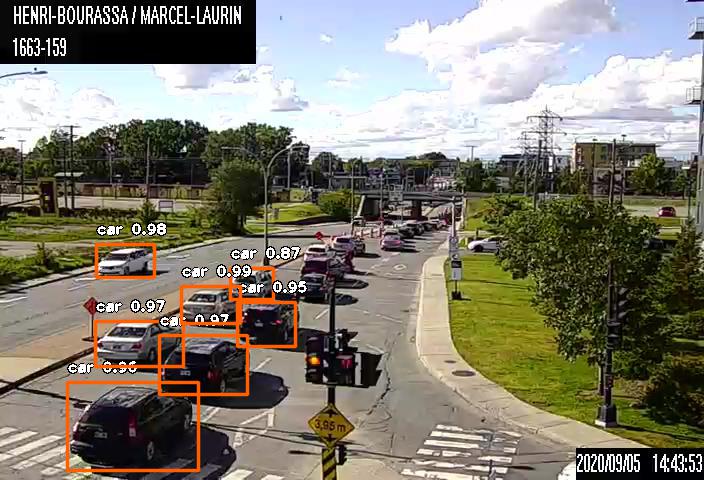 HENRI-BOURASSA / MARCEL-LAURIN
1663-159
car 0.98
car 0.87
car 0.99
car 0.95
car 0.97
car 0.97
car 0.96
3,95 m
2020/09/05 14:43:53